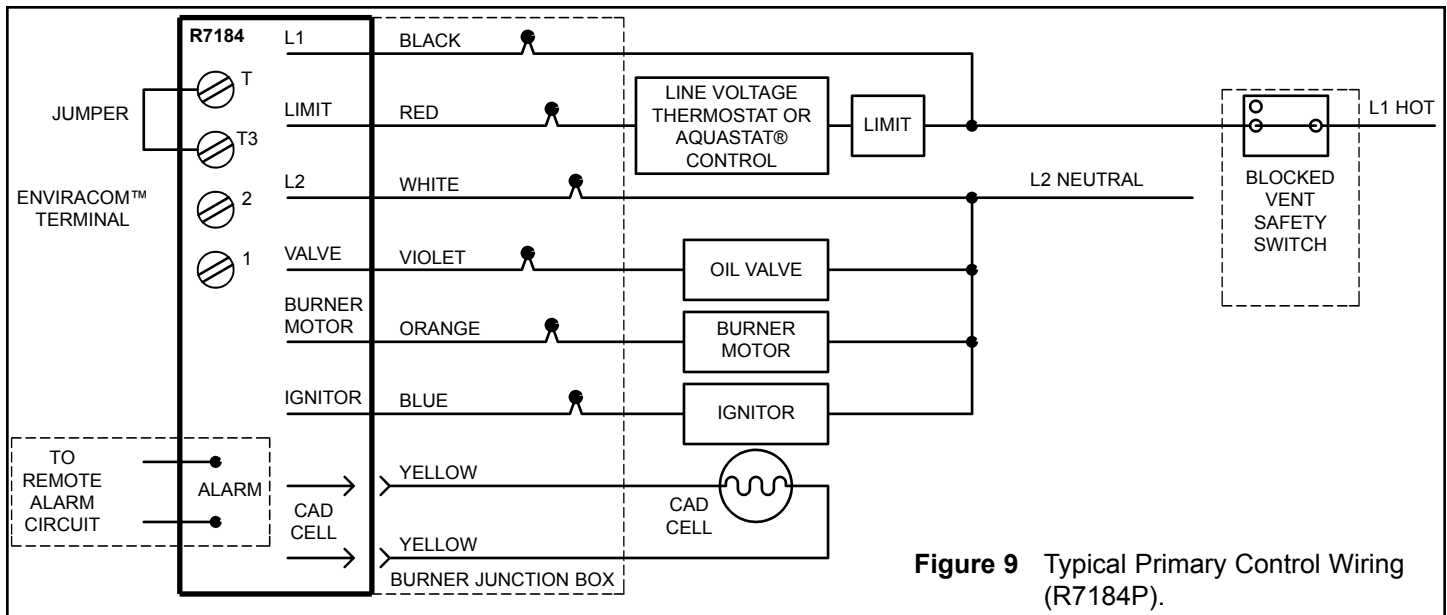 R7184
L1
BLACK
T
JUMPER
LIMIT
RED
LINE VOLTAGE
THERMOSTAT OR
AQUASTAT®
CONTROL
LIMIT
L1 HOT
T3
L2
WHITE
L2 NEUTRAL
BLOCKED
VENT
SAFETY
SWITCH
ENVIRACOM™
TERMINAL
2
1
VALVE
VIOLET
OIL VALVE
BURNER
MOTOR
ORANGE
BURNER
MOTOR
IGNITOR
BLUE
IGNITOR
TO
REMOTE
ALARM
CIRCUIT
ALARM
CAD
CELL
YELLOW
CAD
CELL
YELLOW
BURNER JUNCTION BOX
Figure 9 Typical Primary Control Wiring
(R7184P).